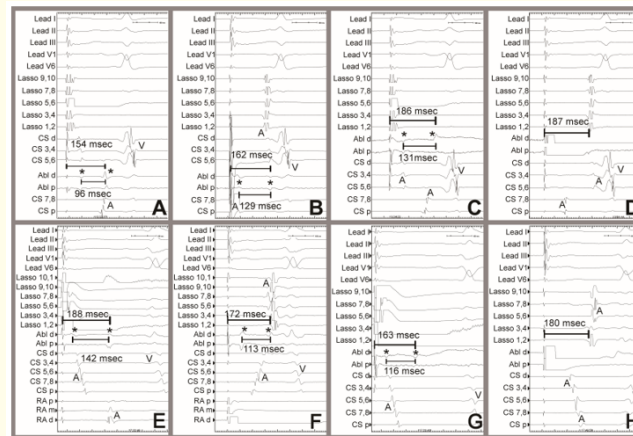 Lead I
Lead II
Lead III
Lead V1
Lead V6
Lasso 9,10
Lasso 7,8
Lasso 5,6
Lasso 3,4
Lasso 1,2
CS d
CS 3,4
CS 5,6
Abl d
Abl p
CS 7,8
CS p
154 msec
V
96 msec
A
A
Lead I
Lead II
Lead III
Lead V1
Lead V6
Lasso 9,10
Lasso 7,8
Lasso 5,6
Lasso 3,4
Lasso 1,2
CS d
CS 3,4
CS 5,6
Abl d
Abl p
CS 7,8
CS p
A
162 msec
V
A
129 msec
B
Lead I
Lead II
Lead III
Lead V1
Lead V6
Lasso 9,10
Lasso 7,8
Lasso 5,6
Lasso 3,4
Lasso 1,2
Abl d
Abl p
CS d
CS 3,4
CS 5,6
CS 7,8
CS p
186 msec
131 msec
V
A
A
C
Lead I
Lead II
Lead III
Lead V1
Lead V6
Lasso 9,10
Lasso 7,8
Lasso 5,6
Lasso 3,4
Lasso 1,2
Abl d
Abl p
CS d
CS 3,4
CS 5,6
CS 7,8
CS p
187 msec
V
A
A
D
Lead I
Lead II
Lead III
Lead V1
Lead V6
Lasso 10,1
Lasso 9,10
Lasso 7,8
Lasso 5,6
Lasso 3,4
Lasso 1,2
Abl d
Abl p
CS d
CS 3,4
CS 5,6
CS 7,8
CS p
RA p
RA m
RA d
188 msec
142 msec
V
A
A
E
Lead I
Lead II
Lead III
Lead V1
Lead V6
Lasso 10,1
Lasso 9,10
Lasso 7,8
Lasso 5,6
Lasso 3,4
Lasso 1,2
Abl d
Abl p
CS d
CS 3,4
CS 5,6
CS 7,8
CS p
RA p
RA m
RA d
A
172 msec
113 msec
V
A
F
Lead I
Lead II
Lead III
Lead V1
Lead V6
Lasso 9,10
Lasso 7,8
Lasso 5,6
Lasso 3,4
Lasso 1,2
Abl d
Abl p
CS d
CS 3,4
CS 5,6
CS 7,8
CS p
163 msec
116 msec
V
A
G
Lead I
Lead II
Lead III
Lead V1
Lead V6
Lasso 9,10
Lasso 7,8
Lasso 5,6
Lasso 3,4
Lasso 1,2
Abl d
Abl p
CS d
CS 3,4
CS 5,6
CS 7,8
CS p
A
180 msec
A
A
H